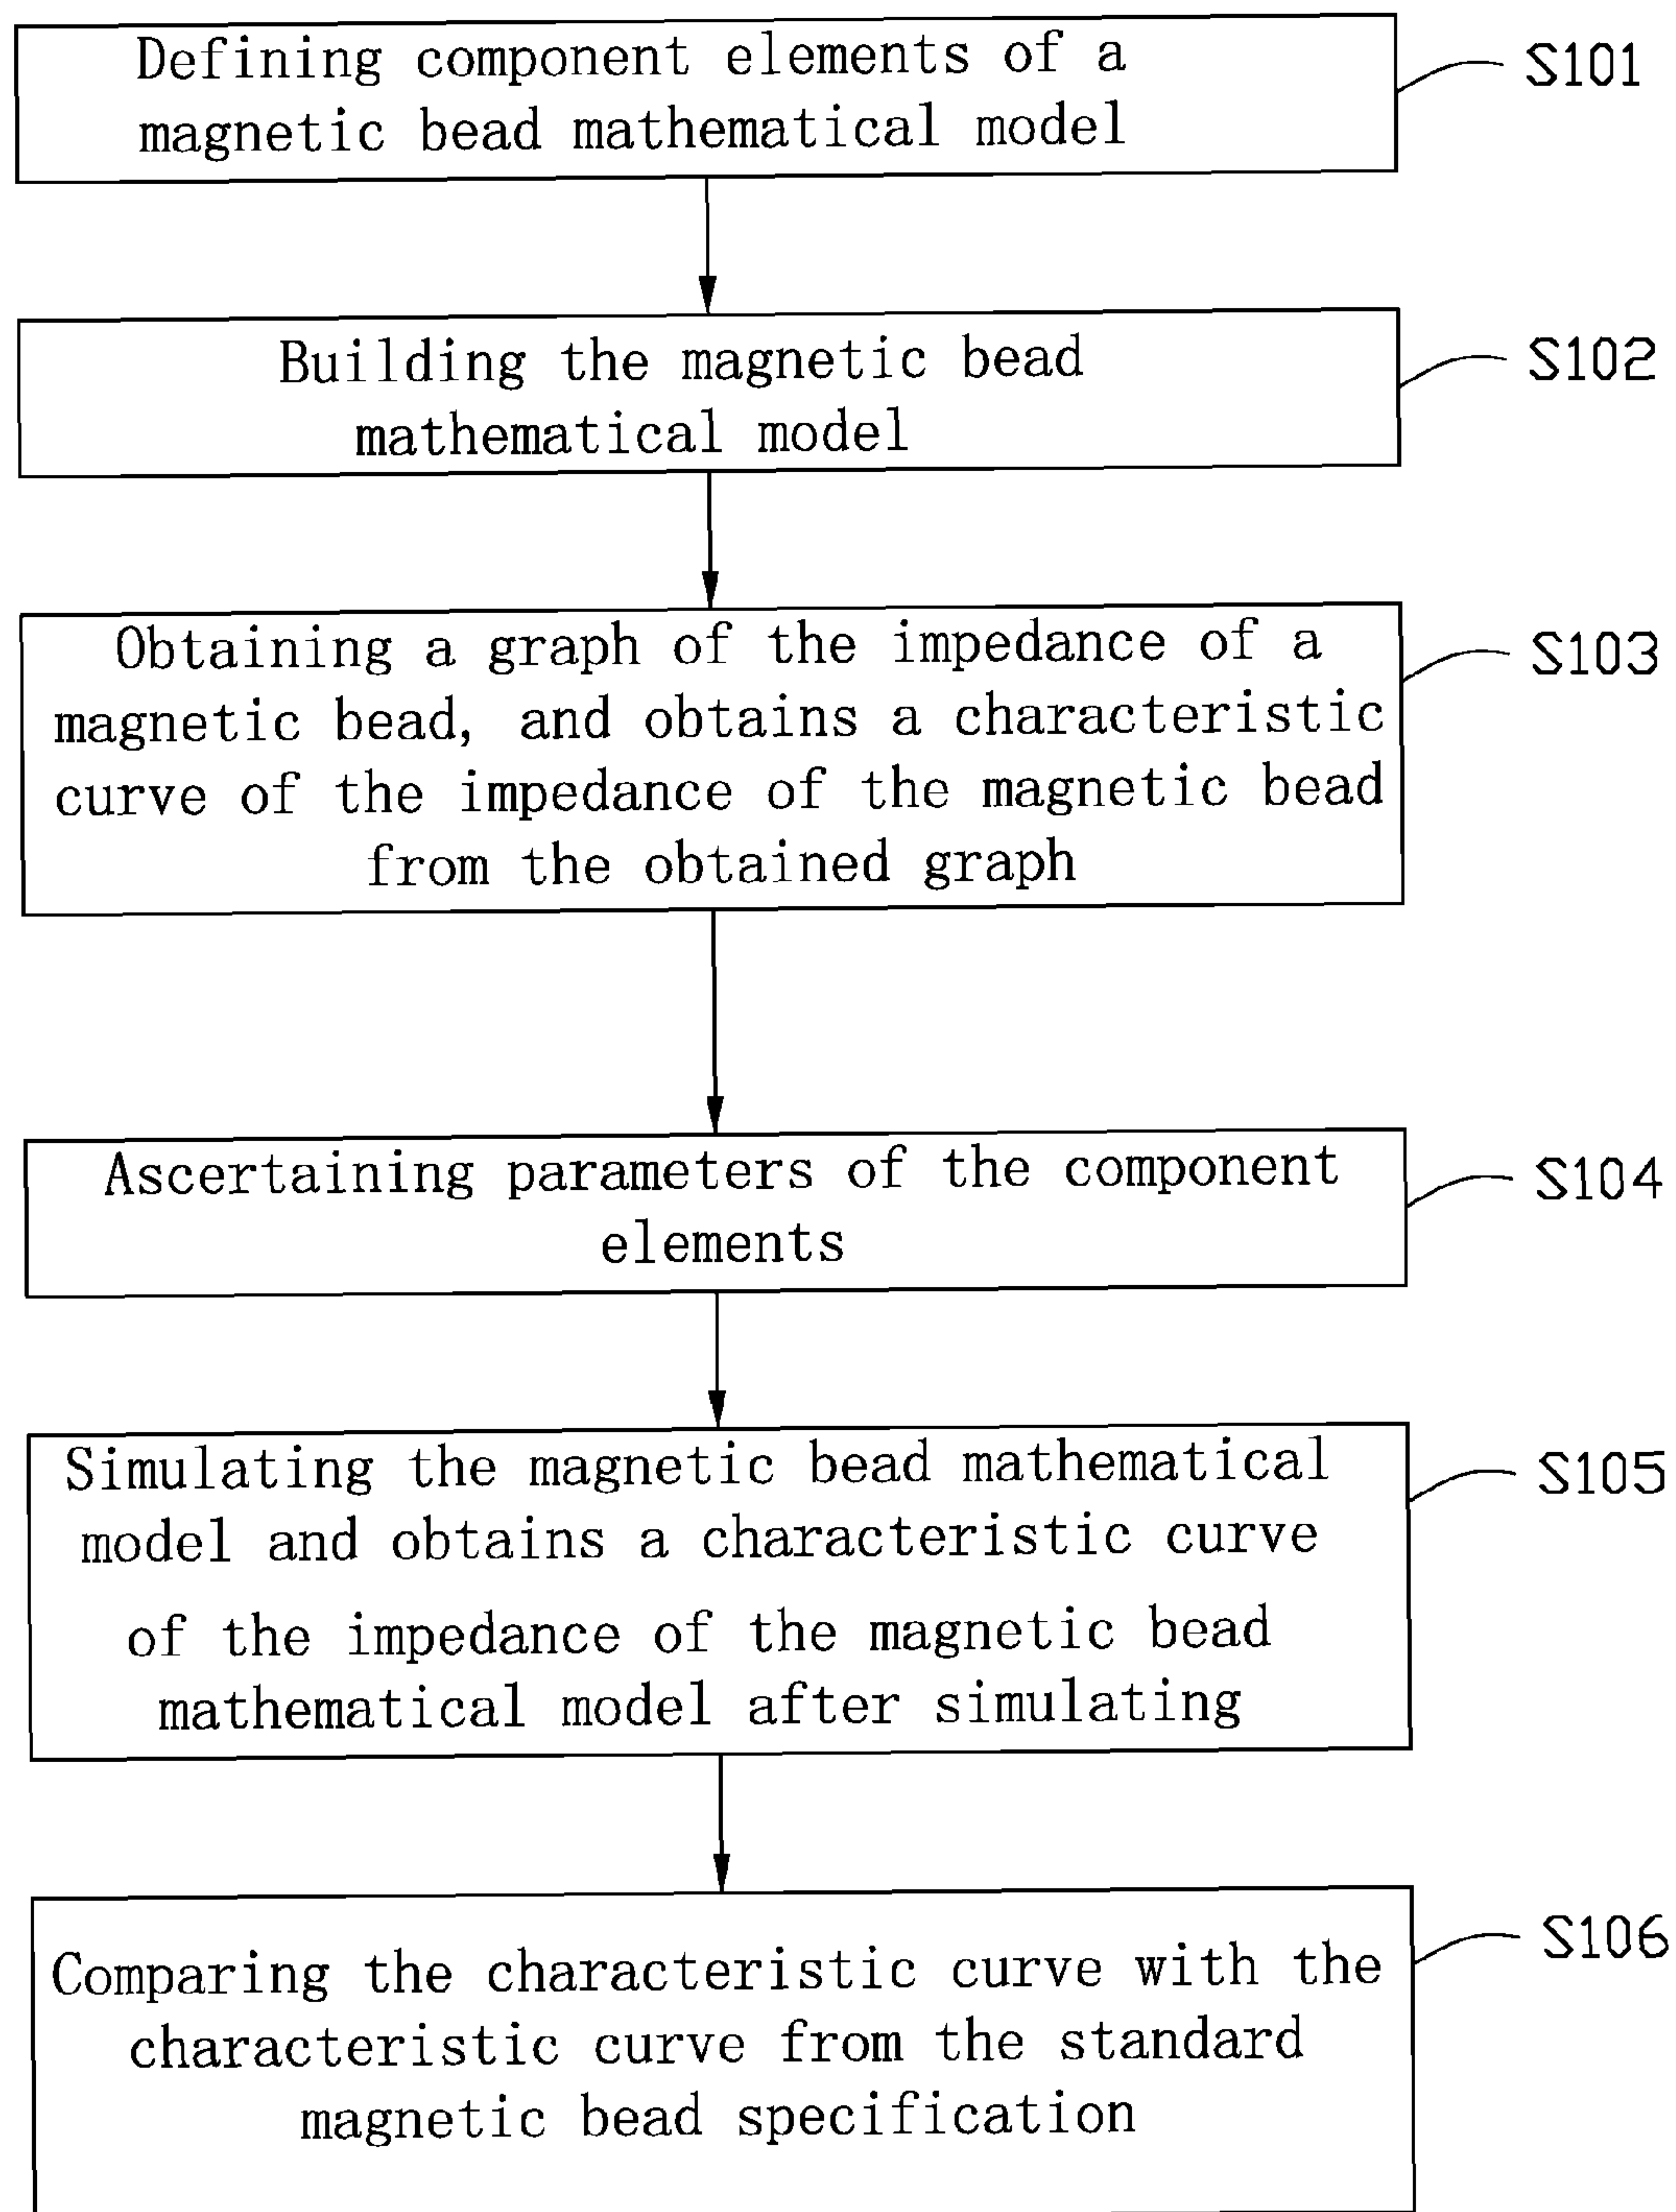 Defining component elements of a
magnetic bead mathematical model
S101
Building the magnetic bead
mathematical model
S102
Obtaining a graph of the impedance of a
magnetic bead, and obtains a characteristic
curve of the impedance of the magnetic bead
from the obtained graph
S103
Ascertaining parameters of the component
elements
S104
Simulating the magnetic bead mathematical
model and obtains a characteristic curve
of the impedance of the magnetic bead
mathematical model after simulating
S105
Comparing the characteristic curve with the
characteristic curve from the standard
magnetic bead specification
S106